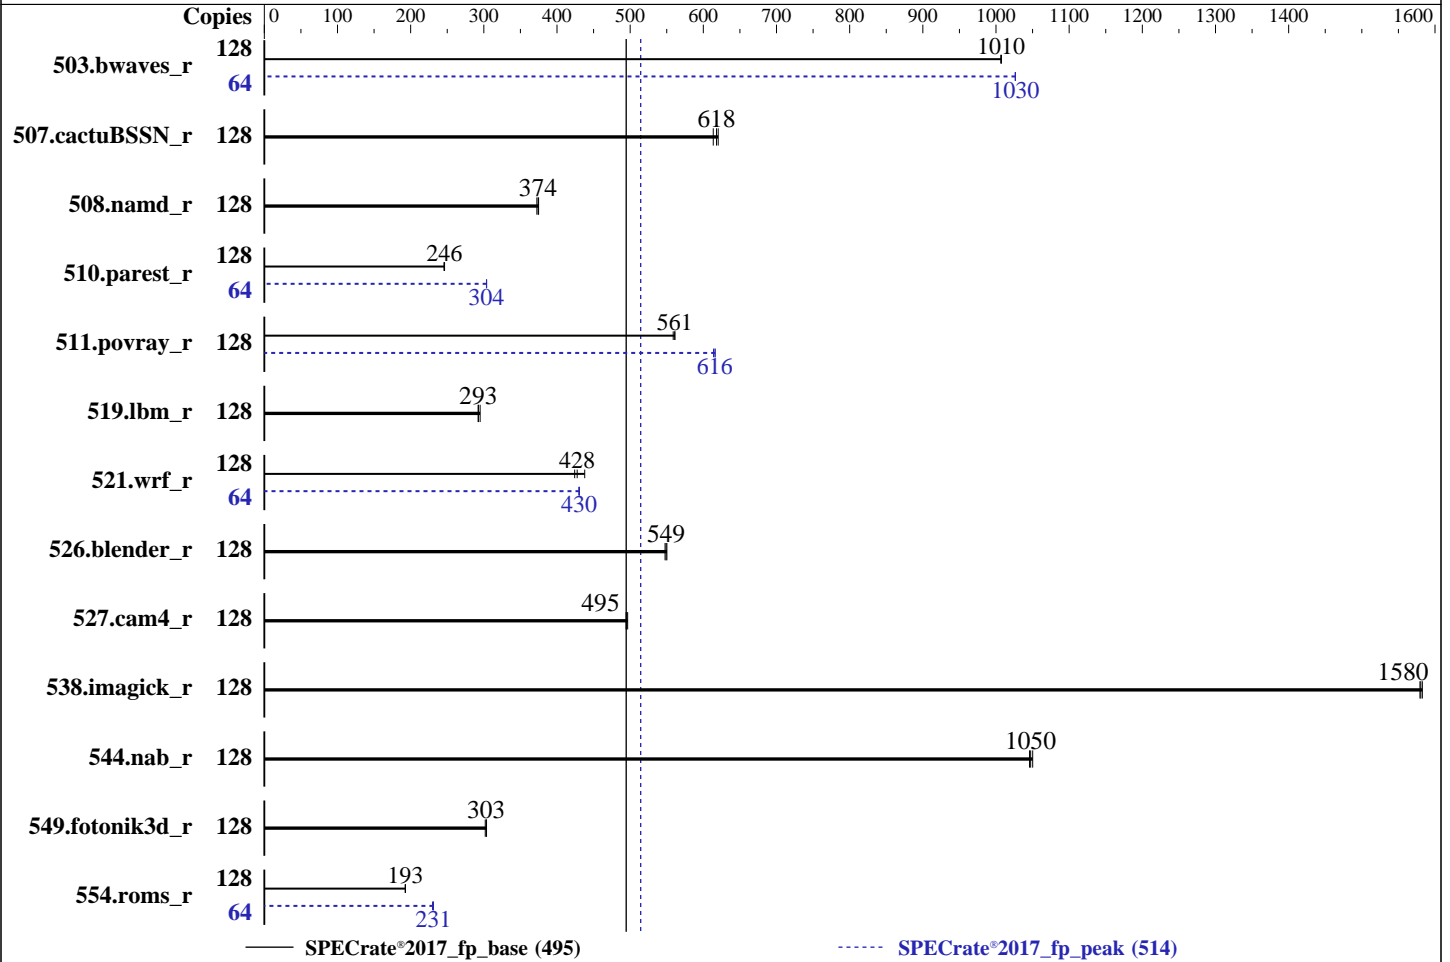 Copies 0 100 200 300 400 500 600 700 800 900 1000 1100 1200 1300 1400 1600
503.bwaves_r 128 1010
64 1030
507.cactuBSSN_r 128 618
508.namd_r 128 374
510.parest_r 128 246
64 304
511.povray_r 128 561
616
519.lbm_r 128 293
521.wrf_r 128 428
64 430
526.blender_r 128 549
527.cam4_r 128 495
538.imagick_r 128 1580
544.nab_r 128 1050
549.fotonik3d_r 128 303
554.roms_r 128 193
64 231
SPECrate®2017_fp_base (495) SPECrate®2017_fp_peak (514)